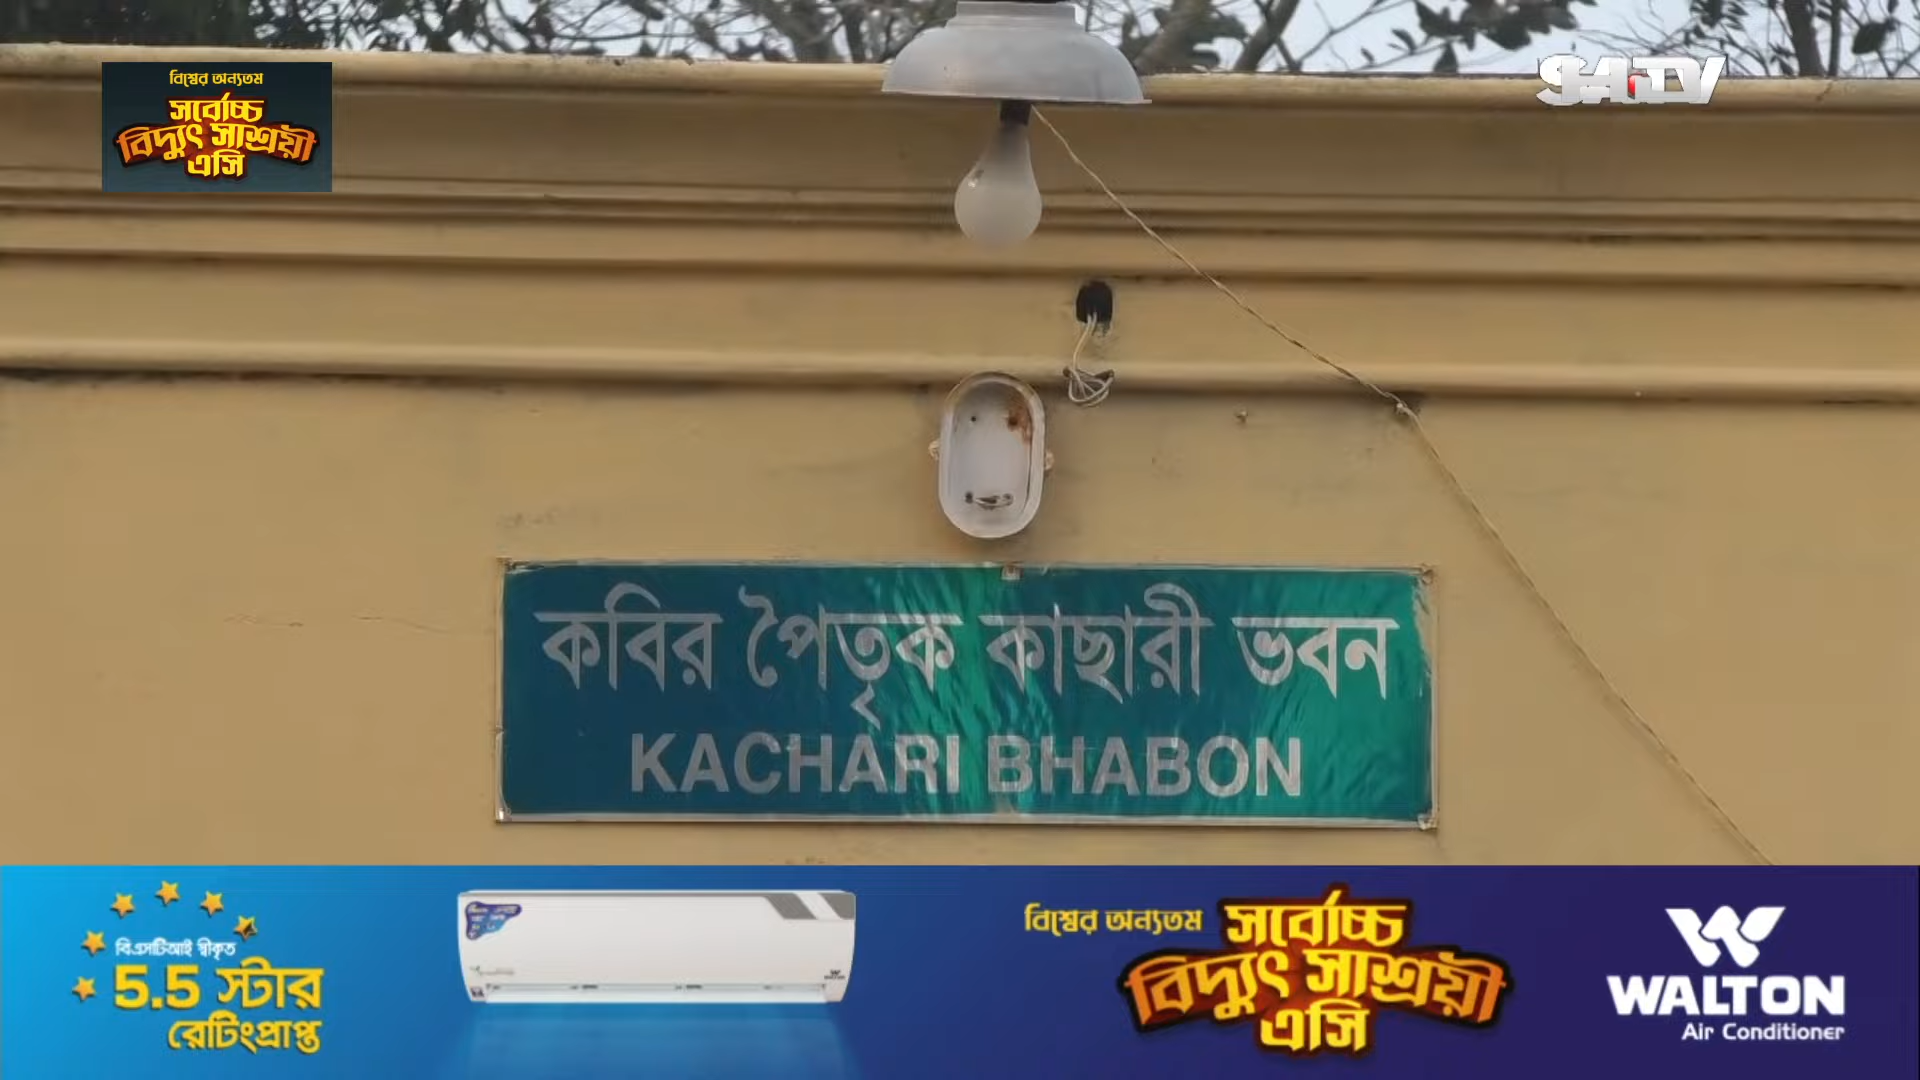 বিশ্বের অন্যতম
সর্বোচ্চ
বিদ্যুৎ সাশ্রয়ী
এসি
SATV
কবির পৈতৃক কাছারী ভবন
KACHARI BHABON
বিএসটিআই স্বীকৃত
5.5 স্টার
রেটিংপ্রাপ্ত
বিশ্বের অন্যতম
সর্বোচ্চ
বিদ্যুৎ সাশ্রয়ী
এসি
WALTON
Air Conditioner